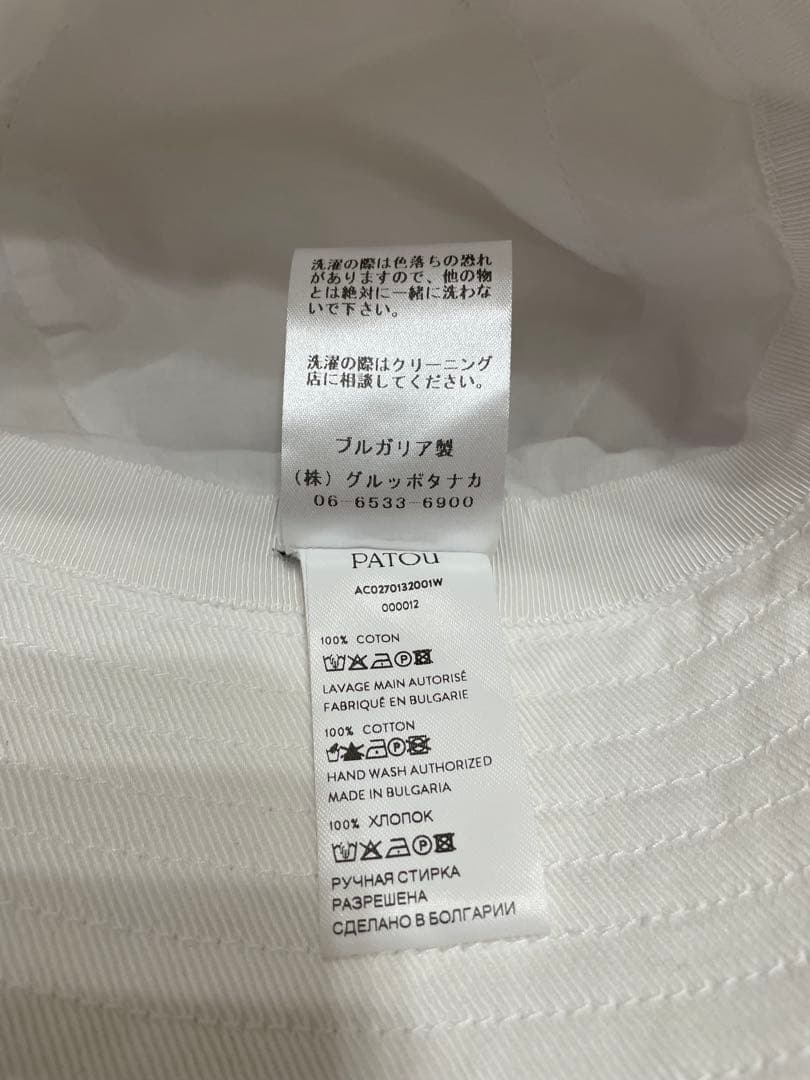 洗濯の際は色落ちの恐れ
がありますので、他の物
とは絶対に一緒に洗わな
いで下さい。
洗濯の際はクリーニング
店に相談してください。
ブルガリア製
(株)グルッポタナカ
06-6533-6900
PATOU
AC0270132001W
000012
100% COTON
LAVAGE MAIN AUTORISÉ
FABRIQUÉ EN BULGARIE
100% COTTON
HAND WASH AUTHORIZED
MADE IN BULGARIA
100% ХЛОПОК
РУЧНАЯ СТИРКА
РАЗРЕШЕНА
СДЕЛАНО В БОЛГАРИИ